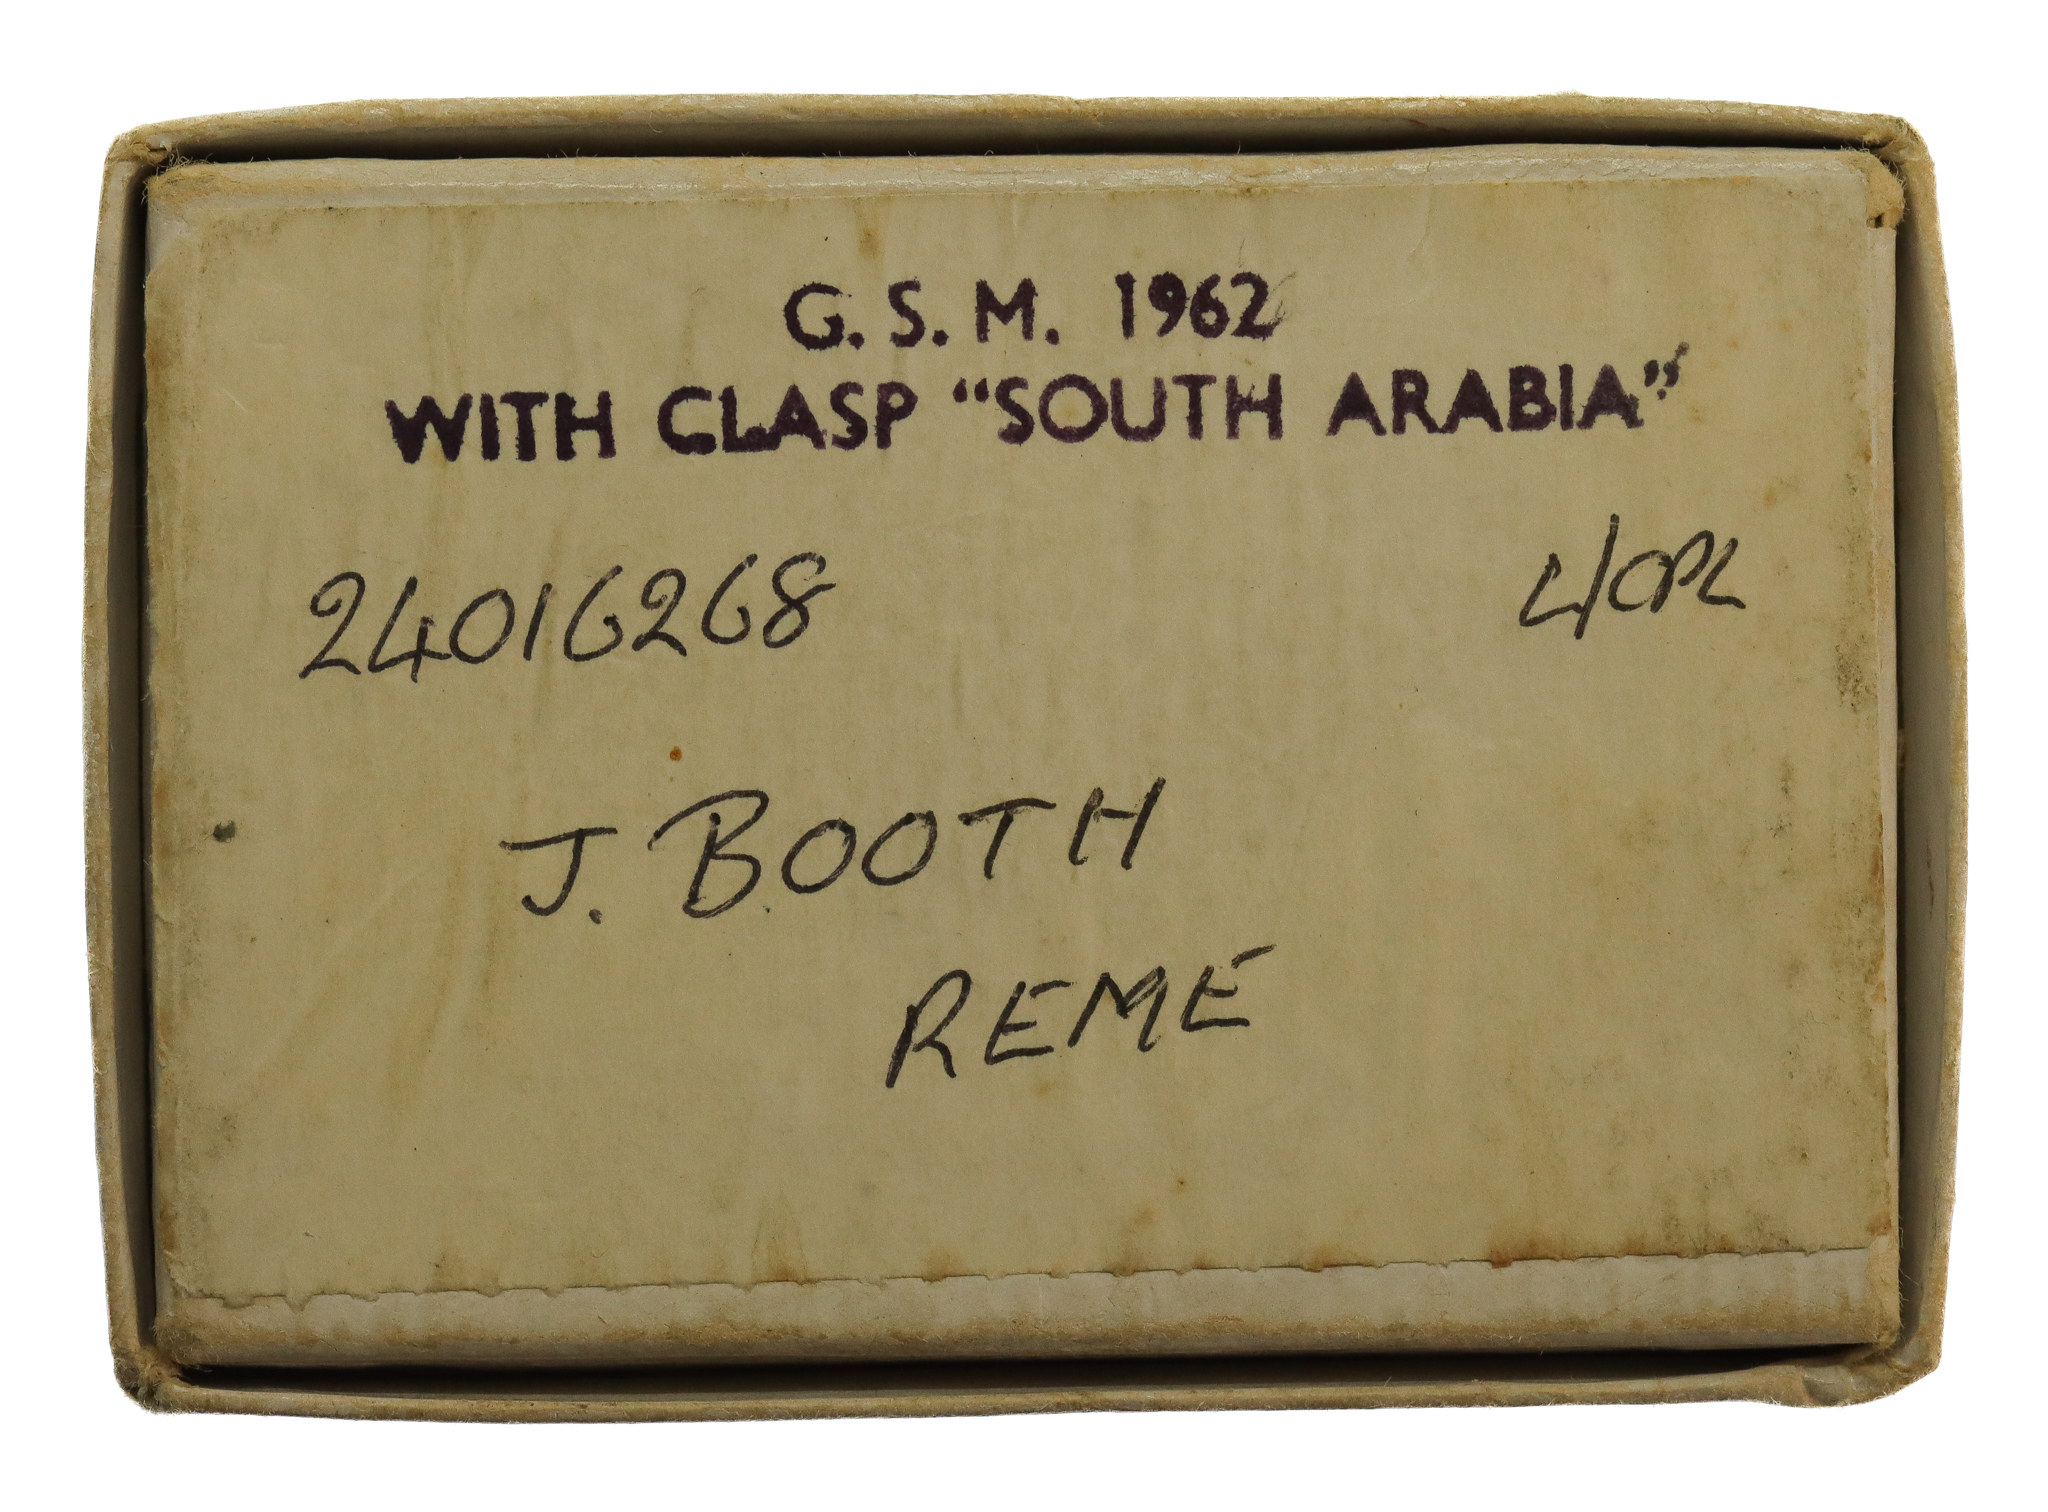 G. S. M. 1962
WITH CLASP "SOUTH ARABIA"
24016268 L/CPL
J. BOOTH
REME